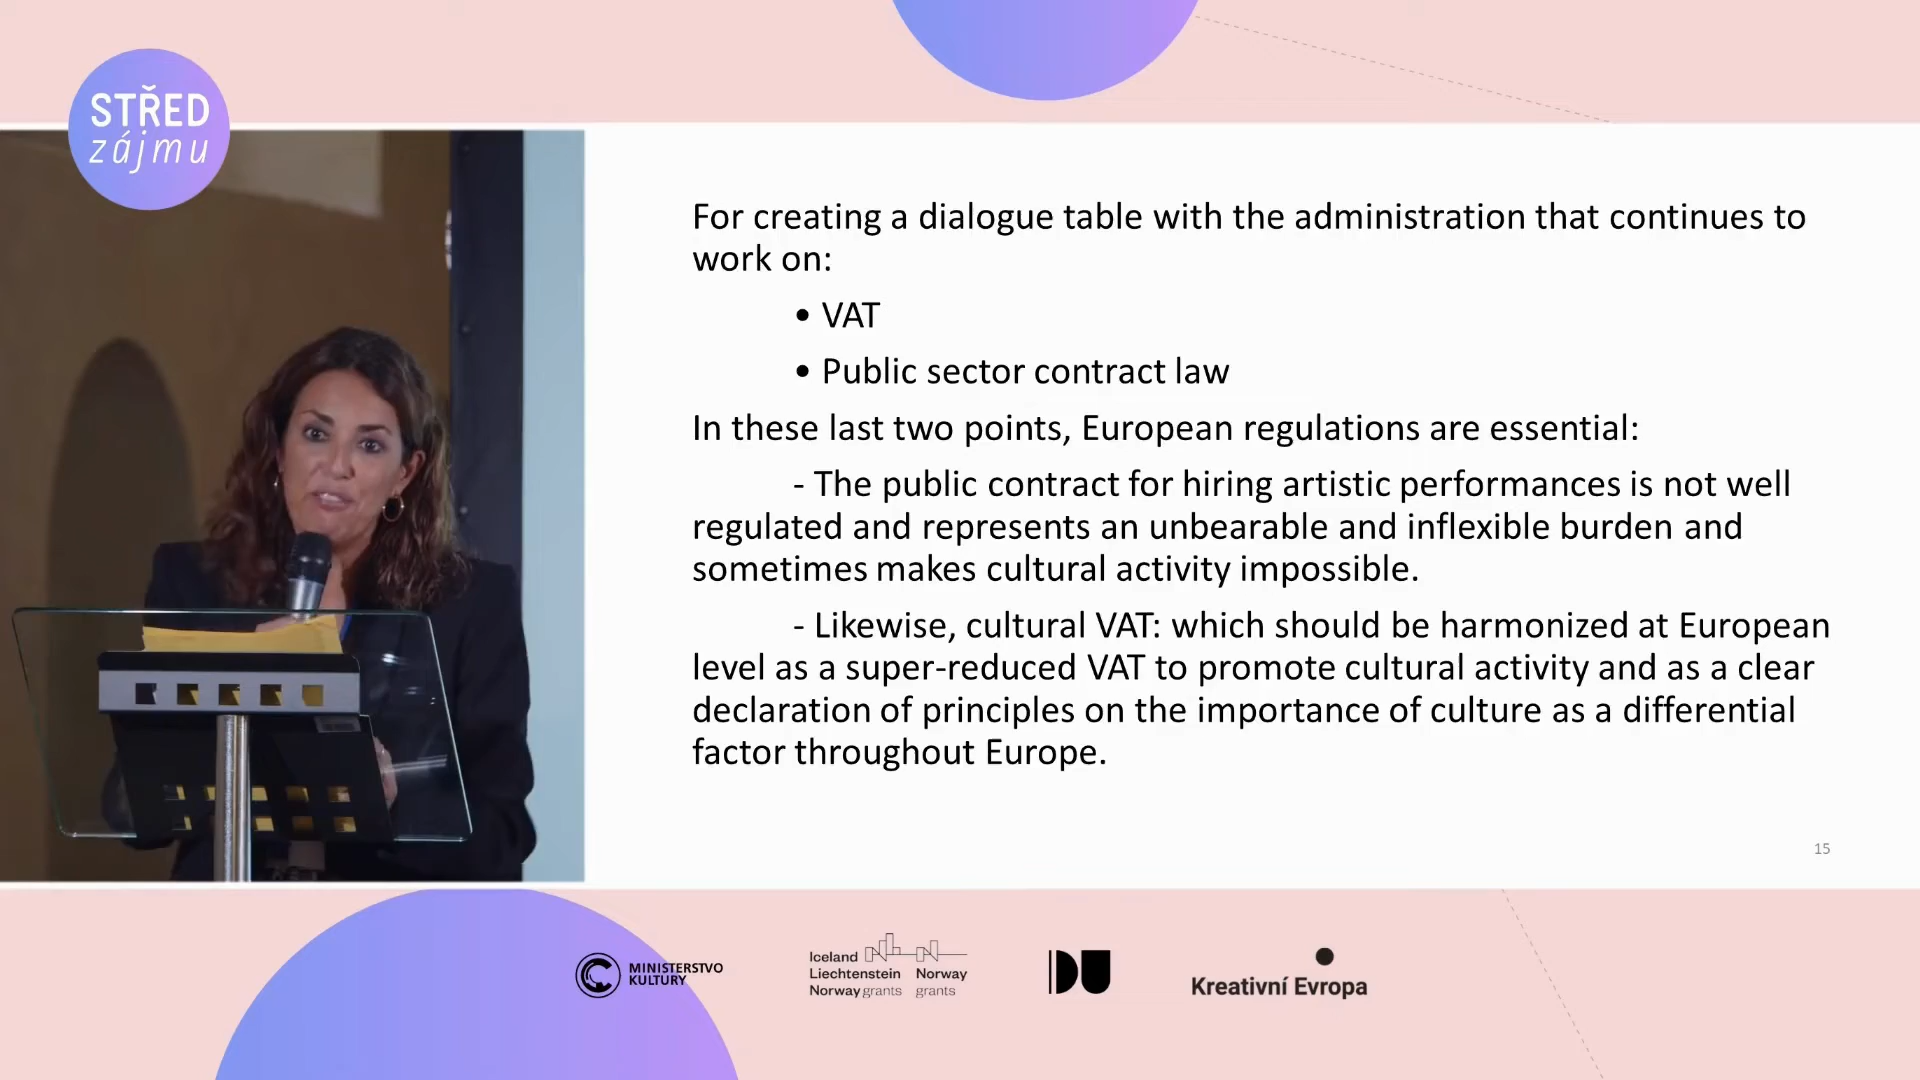 STŘED
zájmu
For creating a dialogue table with the administration that continues to
work on:
• VAT
• Public sector contract law
In these last two points, European regulations are essential:
- The public contract for hiring artistic performances is not well
regulated and represents an unbearable and inflexible burden and
sometimes makes cultural activity impossible.
- Likewise, cultural VAT: which should be harmonized at European
level as a super-reduced VAT to promote cultural activity and as a clear
declaration of principles on the importance of culture as a differential
factor throughout Europe.
15
MINISTERSTVO
KULTURY
Iceland
Liechtenstein
Norway grants
Norway
grants
DU
Kreativní Evropa